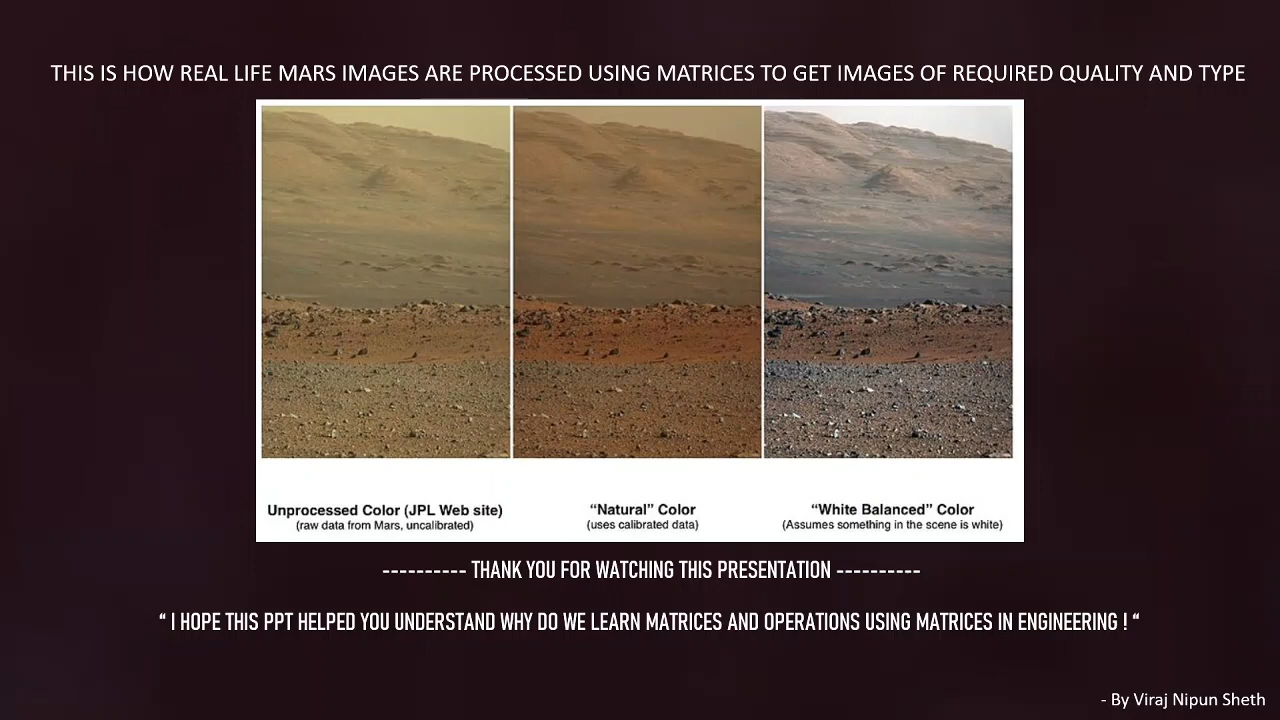 THIS IS HOW REAL LIFE MARS IMAGES ARE PROCESSED USING MATRICES TO GET IMAGES OF REQUIRED QUALITY AND TYPE
Unprocessed Color (JPL Web site)
(raw data from Mars, uncalibrated)
“Natural” Color
(uses calibrated data)
“White Balanced” Color
(Assumes something in the scene is white)
---------- THANK YOU FOR WATCHING THIS PRESENTATION ----------
“ I HOPE THIS PPT HELPED YOU UNDERSTAND WHY DO WE LEARN MATRICES AND OPERATIONS USING MATRICES IN ENGINEERING ! “
- By Viraj Nipun Sheth